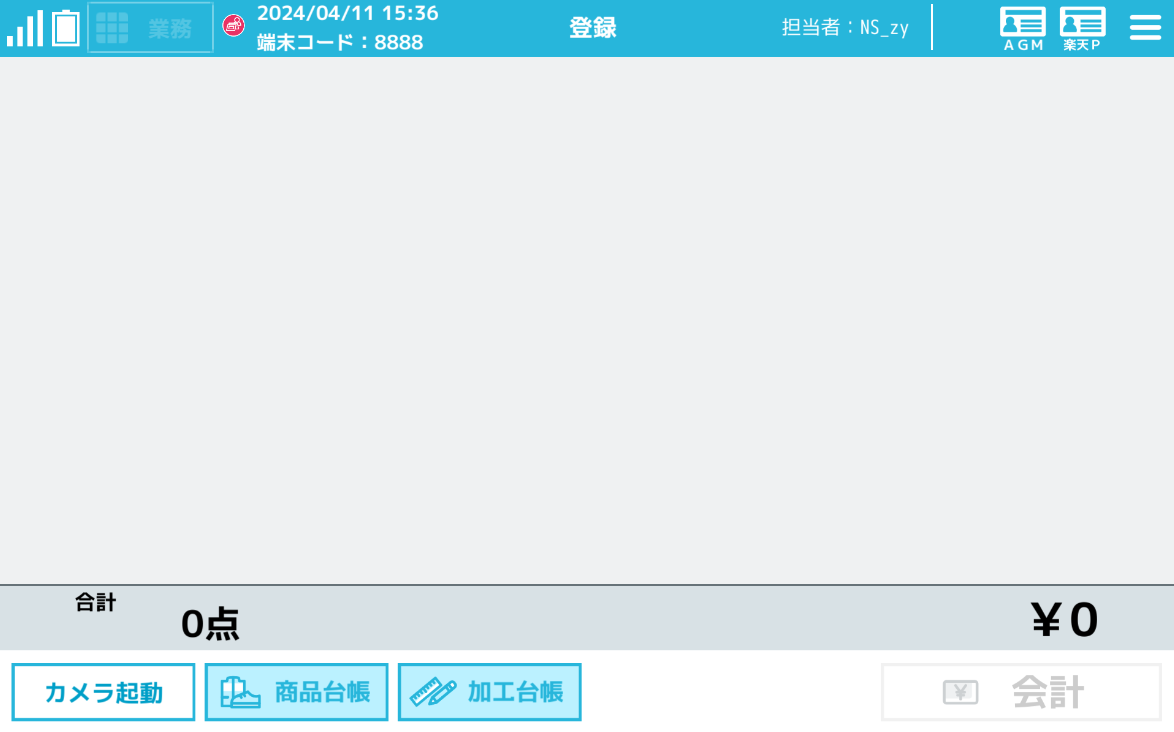 業務
2024/04/11 15:36
端末コード：8888
登録
担当者：NS_zy
AGM
楽天P
合計
0点
￥0
カメラ起動
商品台帳
加工台帳
会計